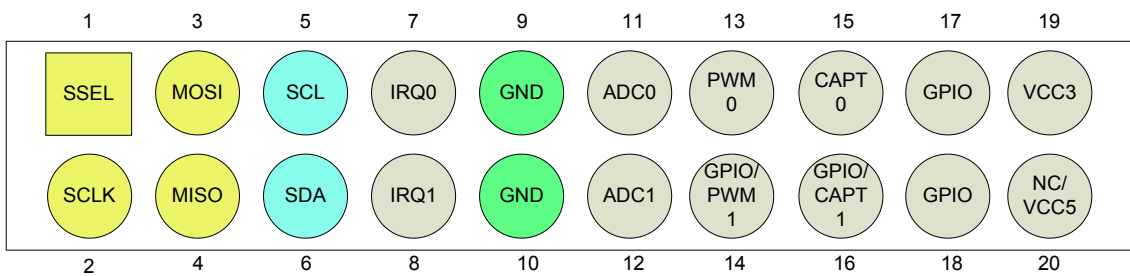 1 3 5 7 9 11 13 15 17 19
SSEL MOSI SCL IRQ0 GND ADC0 PWM 0 CAPT 0 GPIO VCC3
SCLK MISO SDA IRQ1 GND ADC1 GPIO/ PWM 1 GPIO/ CAPT 1 GPIO NC/ VCC5
2 4 6 8 10 12 14 16 18 20